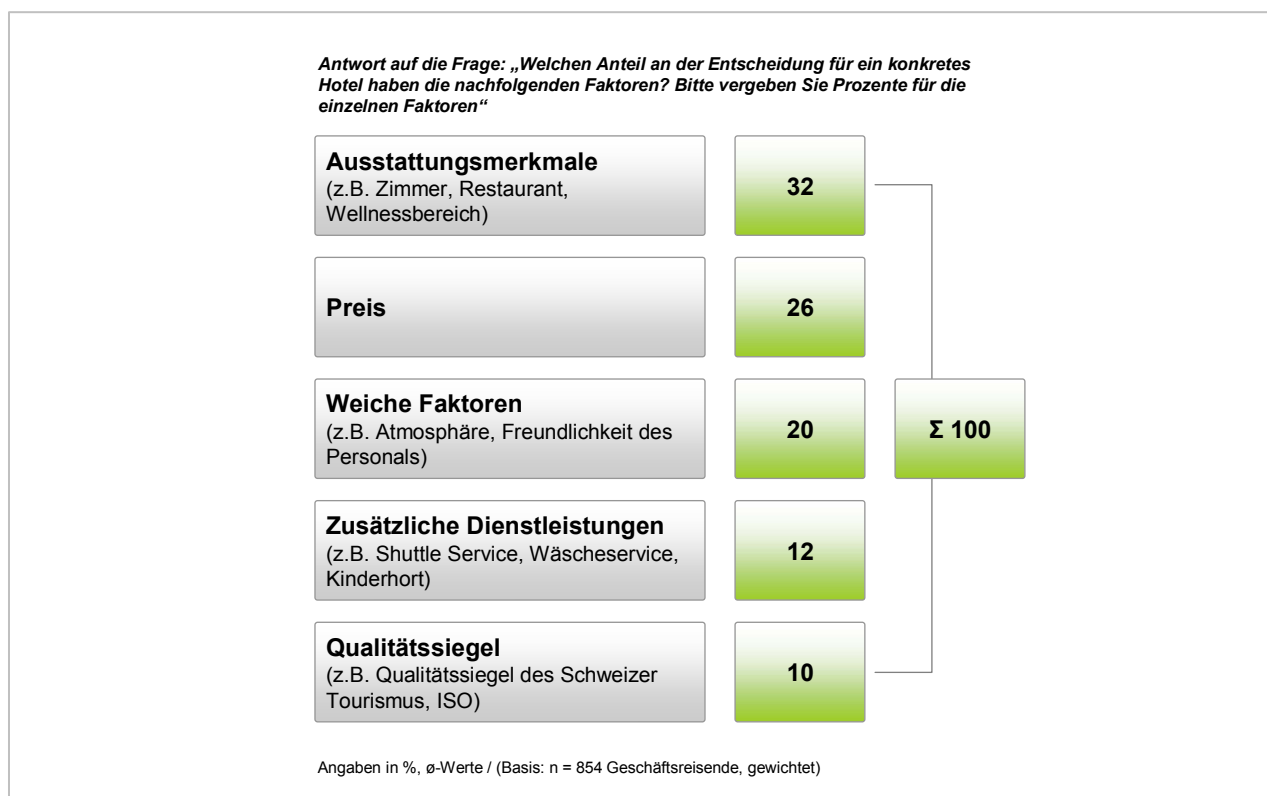 Antwort auf die Frage: „Welchen Anteil an der Entscheidung für ein konkretes
Hotel haben die nachfolgenden Faktoren? Bitte vergeben Sie Prozente für die
einzelnen Faktoren“
Ausstattungsmerkmale
(z.B. Zimmer, Restaurant,
Wellnessbereich)
32
Preis
26
Weiche Faktoren
(z.B. Atmosphäre, Freundlichkeit des
Personals)
20
Σ 100
Zusätzliche Dienstleistungen
(z.B. Shuttle Service, Wäscheservice,
Kinderhort)
12
Qualitätssiegel
(z.B. Qualitätssiegel des Schweizer
Tourismus, ISO)
10
Angaben in %, ø-Werte / (Basis: n = 854 Geschäftsreisende, gewichtet)